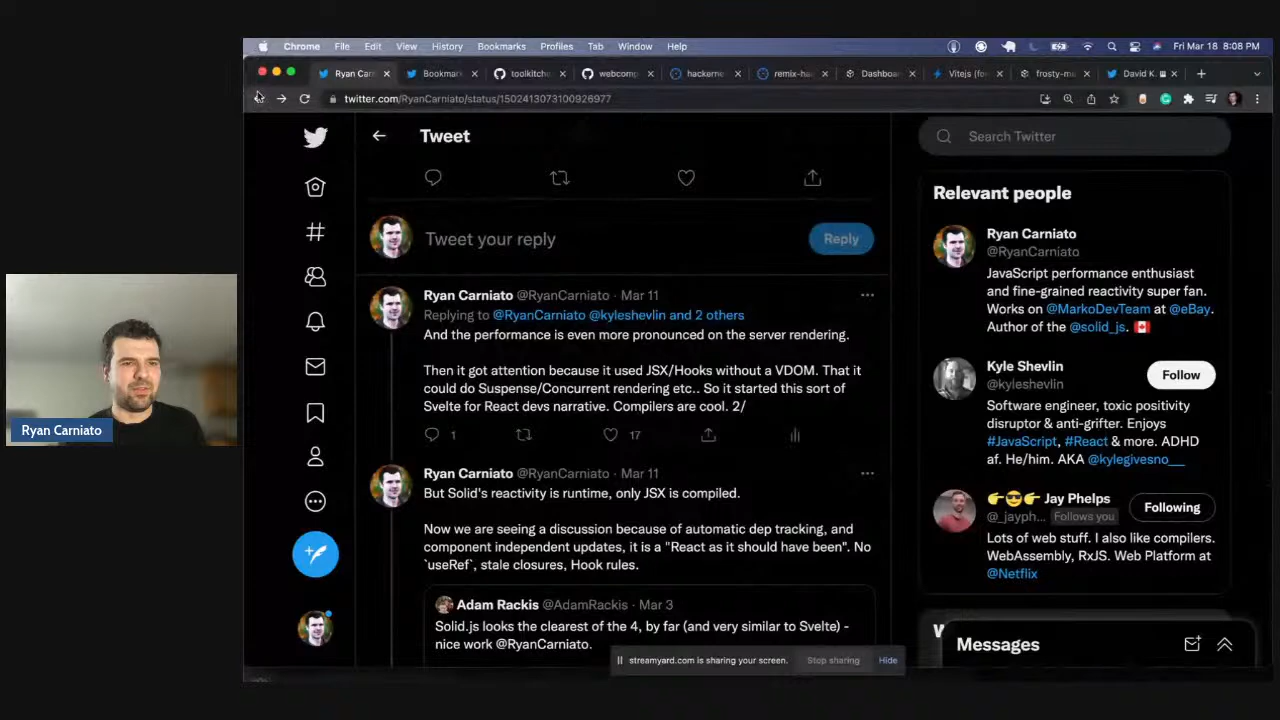 Chrome File Edit View History Bookmarks Profiles Tab Window Help
Fri Mar 18 8:08 PM
Ryan Carn
Bookmark
toolkitch
webcomp
hackerne
remix-ha
Dashboa
Vitejs (fo
frosty-m
David K.
twitter.com/RyanCarniato/status/1502413073100926977
Tweet
Search Twitter
Tweet your reply
Reply
Ryan Carniato @RyanCarniato · Mar 11
Replying to @RyanCarniato @kyleshevlin and 2 others
And the performance is even more pronounced on the server rendering.
Then it got attention because it used JSX/Hooks without a VDOM. That it
could do Suspense/Concurrent rendering etc.. So it started this sort of
Svelte for React devs narrative. Compilers are cool. 2/
1
17
Ryan Carniato @RyanCarniato · Mar 11
But Solid's reactivity is runtime, only JSX is compiled.
Now we are seeing a discussion because of automatic dep tracking, and
component independent updates, it is a "React as it should have been". No
`useRef`, stale closures, Hook rules.
Adam Rackis @AdamRackis · Mar 3
Solid.js looks the clearest of the 4, by far (and very similar to Svelte) -
nice work @RyanCarniato.
Relevant people
Ryan Carniato
@RyanCarniato
JavaScript performance enthusiast
and fine-grained reactivity super fan.
Works on @MarkoDevTeam at @eBay.
Author of the @solid_js. 🇨🇦
Kyle Shevlin
@kyleshevlin
Follow
Software engineer, toxic positivity
disruptor & anti-grifter. Enjoys
#JavaScript, #React & more. ADHD
af. He/him. AKA @kylegivesno__
👉😎👉 Jay Phelps
@_jayph... Follows you
Following
Lots of web stuff. I also like compilers.
WebAssembly, RxJS. Web Platform at
@Netflix
Messages
streamyard.com is sharing your screen.
Stop sharing
Hide
Ryan Carniato